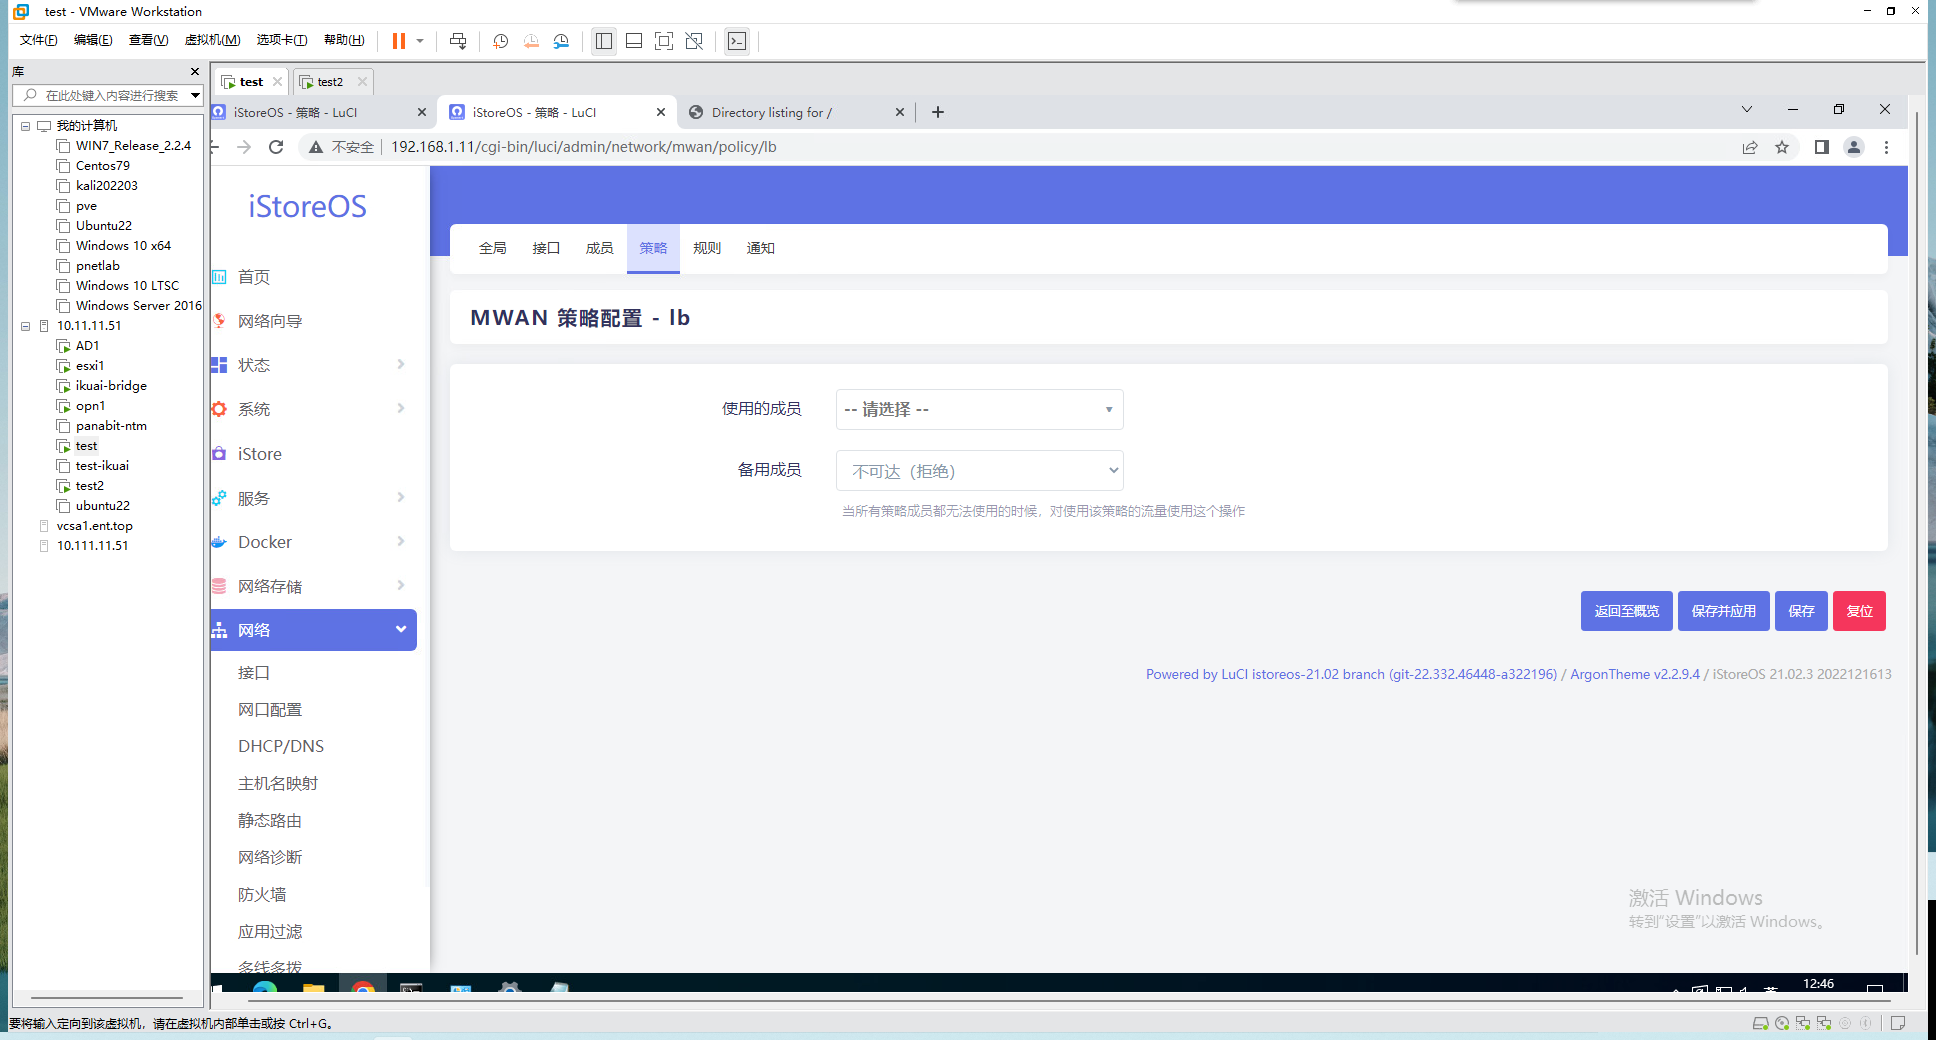 test - VMware Workstation
文件(F) 编辑(E) 查看(V) 虚拟机(M) 选项卡(T) 帮助(H)
库
在此处键入内容进行搜索
我的计算机
WIN7_Release_2.2.4
Centos79
kali202203
pve
Ubuntu22
Windows 10 x64
pnetlab
Windows 10 LTSC
Windows Server 2016
10.11.11.51
AD1
esxi1
ikuai-bridge
opn1
panabit-ntm
test
test-ikuai
test2
ubuntu22
vcsa1.ent.top
10.111.11.51
test test2
iStoreOS - 策略 - LuCI iStoreOS - 策略 - LuCI Directory listing for /
不安全 192.168.1.11/cgi-bin/luci/admin/network/mwan/policy/lb
iStoreOS
首页
网络向导
状态
系统
iStore
服务
Docker
网络存储
网络
接口
网口配置
DHCP/DNS
主机名映射
静态路由
网络诊断
防火墙
应用过滤
多线多拨
全局 接口 成员 策略 规则 通知
MWAN 策略配置 - lb
使用的成员 -- 请选择 --
备用成员 不可达（拒绝）
当所有策略成员都无法使用的时候，对使用该策略的流量使用这个操作
返回至概览 保存并应用 保存 复位
Powered by LuCI istoreos-21.02 branch (git-22.332.46448-a322196) / ArgonTheme v2.2.9.4 / iStoreOS 21.02.3 2022121613
激活 Windows
转到“设置”以激活 Windows。
英 12:46
要将输入定向到该虚拟机，请在虚拟机内部单击或按 Ctrl+G。